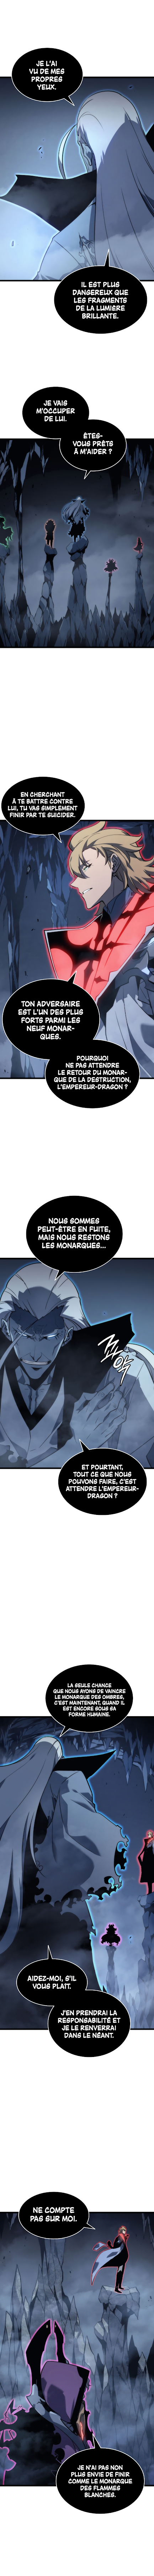 JE L'AI
VU DE MES
PROPRES
YEUX.
IL EST PLUS
DANGEREUX QUE
LES FRAGMENTS
DE LA LUMIÈRE
BRILLANTE.
JE VAIS
M'OCCUPER
DE LUI.
ÊTES-
VOUS PRÊTS
À M'AIDER ?
EN CHERCHANT
À TE BATTRE CONTRE
LUI, TU VAS SIMPLEMENT
FINIR PAR TE SUICIDER.
TON ADVERSAIRE
EST L'UN DES PLUS
FORTS PARMI LES
NEUF MONAR-
QUES.
POURQUOI
NE PAS ATTENDRE
LE RETOUR DU MONAR-
QUE DE LA DESTRUCTION,
L'EMPEREUR-DRAGON ?
NOUS SOMMES
PEUT-ÊTRE EN FUITE,
MAIS NOUS RESTONS
LES MONARQUES...
ET POURTANT,
TOUT CE QUE NOUS
POUVONS FAIRE, C'EST
ATTENDRE L'EMPEREUR-
DRAGON ?
LA SEULE CHANCE
QUE NOUS AYONS DE VAINCRE
LE MONARQUE DES OMBRES,
C'EST MAINTENANT, QUAND IL
EST ENCORE SOUS SA
FORME HUMAINE.
AIDEZ-MOI, S'IL
VOUS PLAÎT.
J'EN PRENDRAI LA
RESPONSABILITÉ ET
JE LE RENVERRAI
DANS LE NÉANT.
NE COMPTE
PAS SUR MOI.
JE N'AI PAS NON
PLUS ENVIE DE FINIR
COMME LE MONARQUE
DES FLAMMES
BLANCHES.